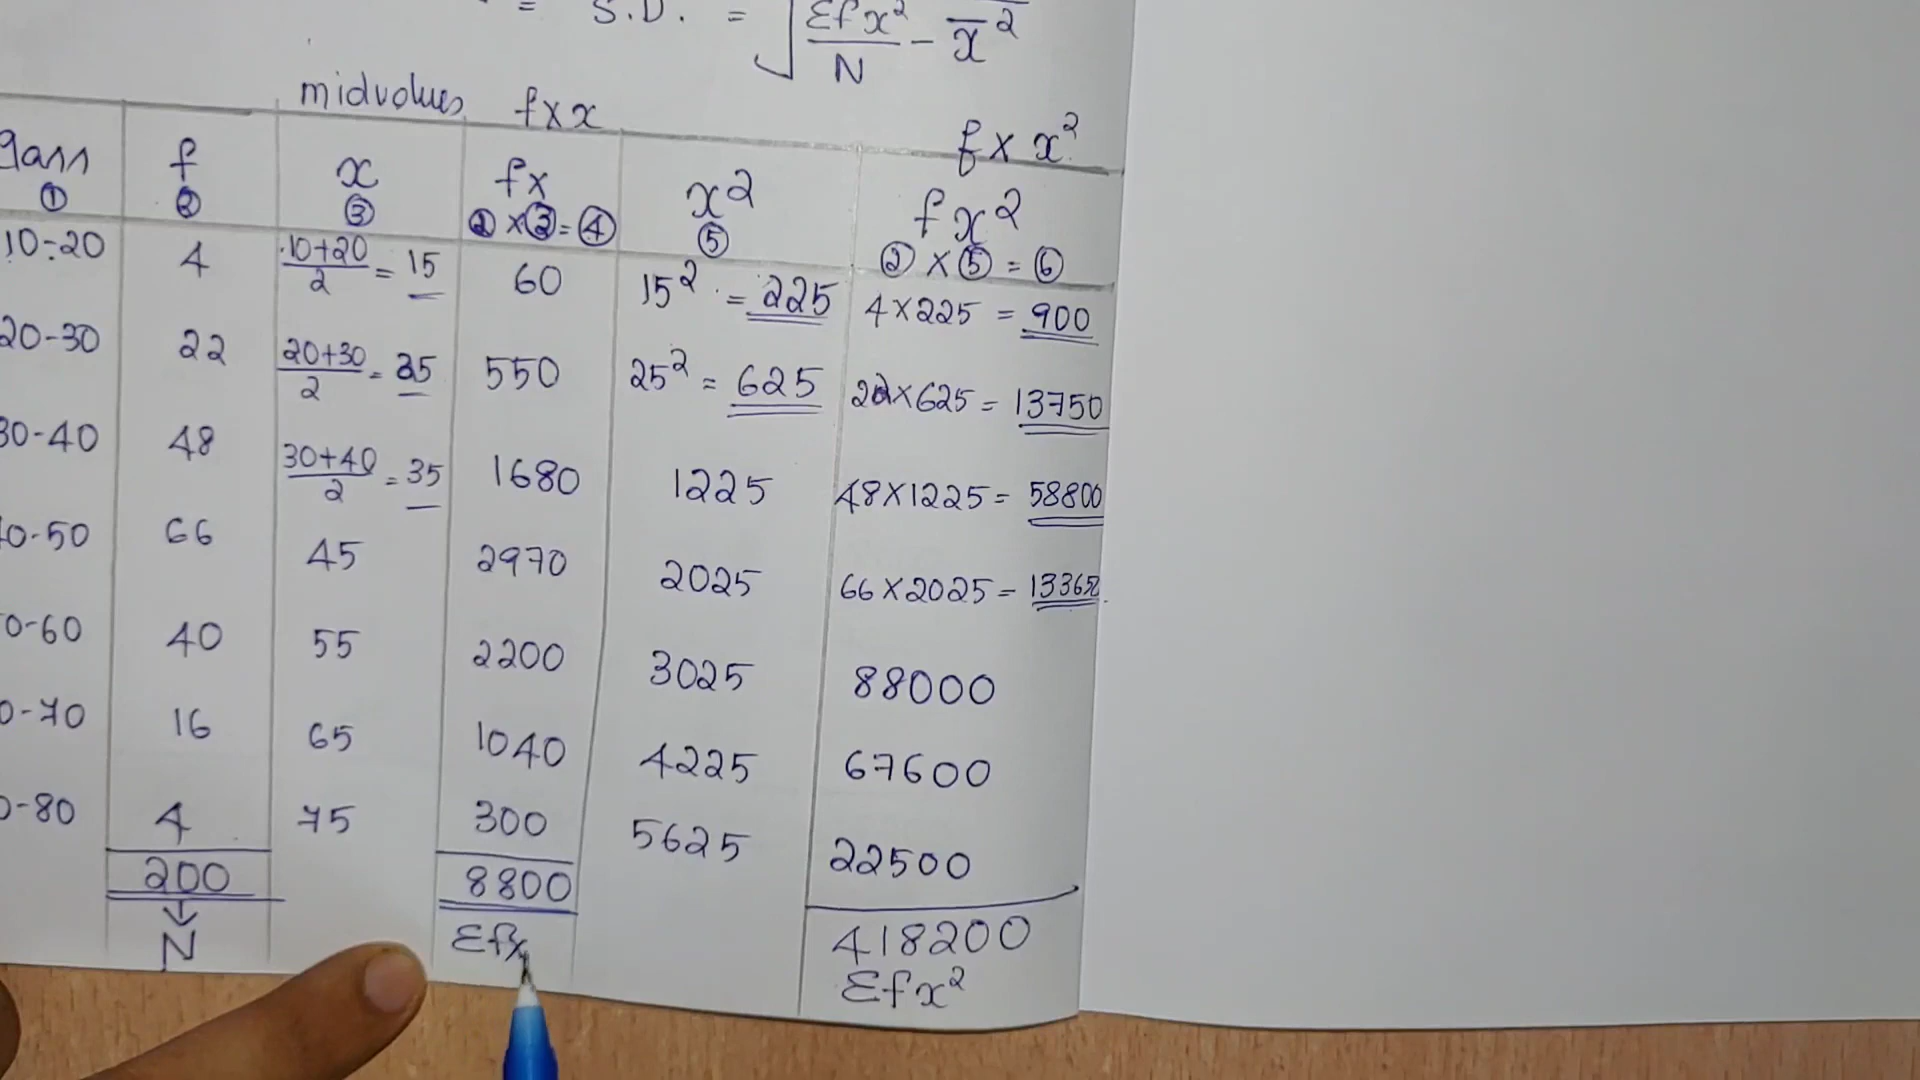 = S.D. = √ Σfx² / N - x̄²
midvalues f×x f× x²
f x fx x² fx²
① ② ③ ② ×③ = ④ ⑤ ② × ⑤ = ⑥
10-20 4 10+20/2 = 15 60 15² = 225 4×225 = 900
20-30 22 20+30/2 = 25 550 25² = 625 22×625 = 13750
30-40 48 30+40/2 = 35 1680 1225 48×1225 = 58800
0-50 66 45 2970 2025 66×2025 = 133650
0-60 40 55 2200 3025 88000
0-70 16 65 1040 4225 67600
0-80 4 75 300 5625 22500
200 8800 418200
N Σfx Σfx²